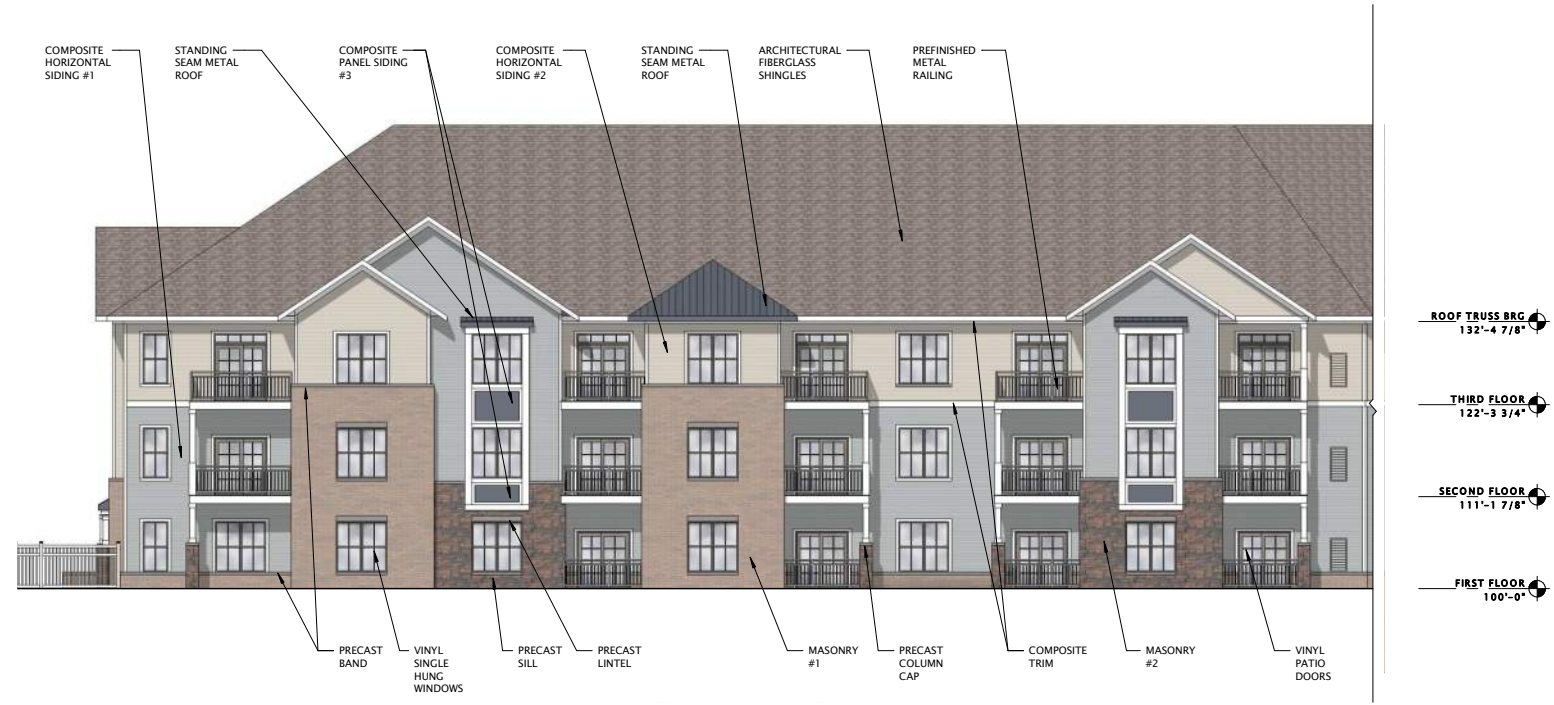 COMPOSITE
HORIZONTAL
SIDING #1
STANDING
SEAM METAL
ROOF
COMPOSITE
PANEL SIDING
#3
COMPOSITE
HORIZONTAL
SIDING #2
STANDING
SEAM METAL
ROOF
ARCHITECTURAL
FIBERGLASS
SHINGLES
PREFINISHED
METAL
RAILING
ROOF TRUSS BRG
132'-4 7/8"
THIRD FLOOR
122'-3 3/4"
SECOND FLOOR
111'-1 7/8"
FIRST FLOOR
100'-0"
PRECAST
BAND
VINYL
SINGLE
HUNG
WINDOWS
PRECAST
SILL
PRECAST
LINTEL
MASONRY
#1
PRECAST
COLUMN
CAP
COMPOSITE
TRIM
MASONRY
#2
VINYL
PATIO
DOORS